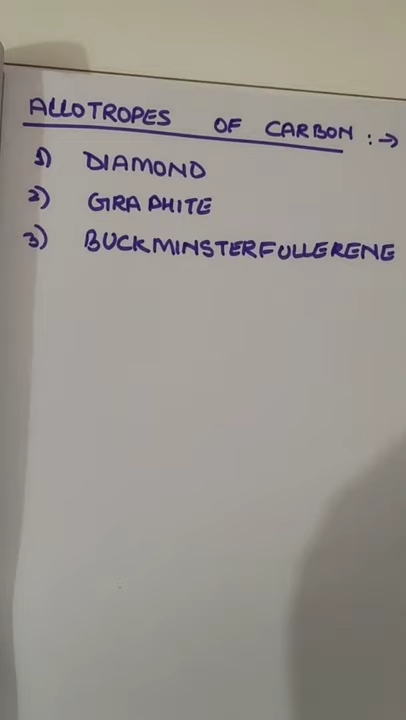 ALLOTROPES OF CARBON :→
1) DIAMOND
2) GRAPHITE
3) BUCKMINSTERFULLERENE